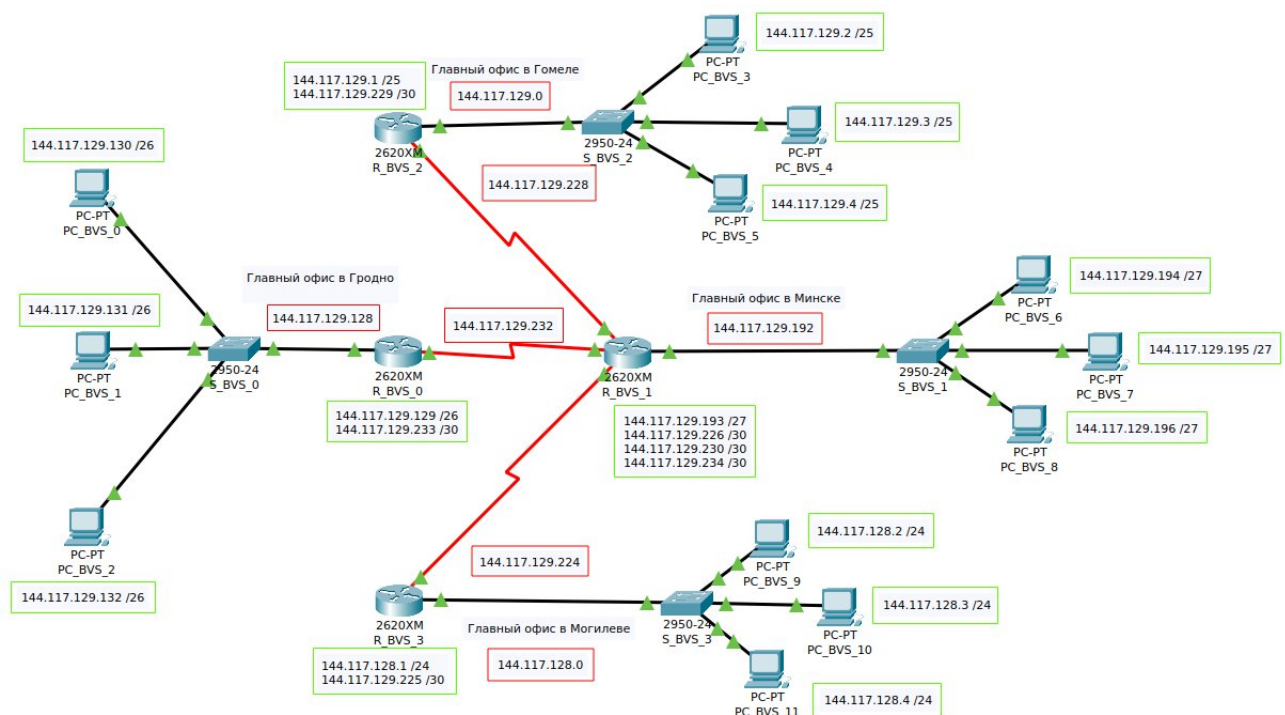 144.117.129.2 /25
PC-PT
PC_BVS_3
144.117.129.1 /25
144.117.129.229 /30
Главный офис в Гомеле
144.117.129.0
2620XM
R_BVS_2
2950-24
S_BVS_2
144.117.129.3 /25
PC-PT
PC_BVS_4
144.117.129.228
144.117.129.4 /25
PC-PT
PC_BVS_5
144.117.129.130 /26
PC-PT
PC_BVS_0
Главный офис в Гродно
144.117.129.128
144.117.129.131 /26
PC-PT
PC_BVS_1
2950-24
S_BVS_0
144.117.129.232
2620XM
R_BVS_0
144.117.129.129 /26
144.117.129.233 /30
Главный офис в Минске
144.117.129.192
2620XM
R_BVS_1
144.117.129.193 /27
144.117.129.226 /30
144.117.129.230 /30
144.117.129.234 /30
2950-24
S_BVS_1
144.117.129.194 /27
PC-PT
PC_BVS_6
144.117.129.195 /27
PC-PT
PC_BVS_7
144.117.129.196 /27
PC-PT
PC_BVS_8
PC-PT
PC_BVS_2
144.117.129.132 /26
144.117.129.224
2620XM
R_BVS_3
144.117.128.1 /24
144.117.129.225 /30
Главный офис в Могилеве
144.117.128.0
2950-24
S_BVS_3
144.117.128.2 /24
PC-PT
PC_BVS_9
144.117.128.3 /24
PC-PT
PC_BVS_10
144.117.128.4 /24
PC-PT
PC_BVS_11